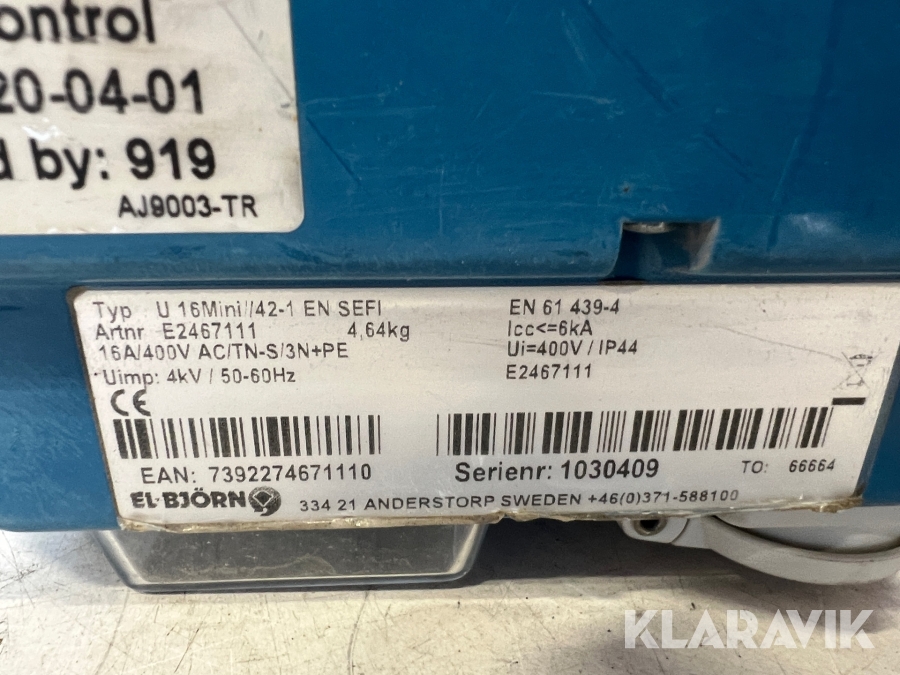 ontrol
20-04-01
d by: 919
AJ9003-TR
Typ U 16Mini//42-1 EN SEFI
Artnr E2467111 4,64kg
16A/400V AC/TN-S/3N+PE
Uimp: 4kV / 50-60Hz
EN 61 439-4
Icc<=6kA
Ui=400V / IP44
E2467111
CE
EAN: 7392274671110
Serienr: 1030409
TO: 66664
EL-BJÖRN
334 21 ANDERSTORP SWEDEN +46(0)371-588100
KLARAVIK